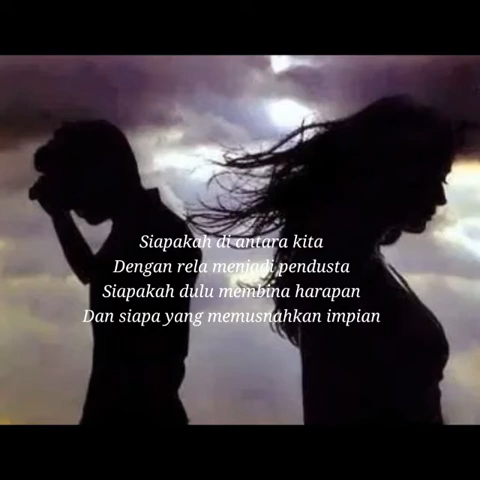 Siapakah di antara kita
Dengan rela menjadi pendusta
Siapakah dulu membina harapan
Dan siapa yang memusnahkan impian